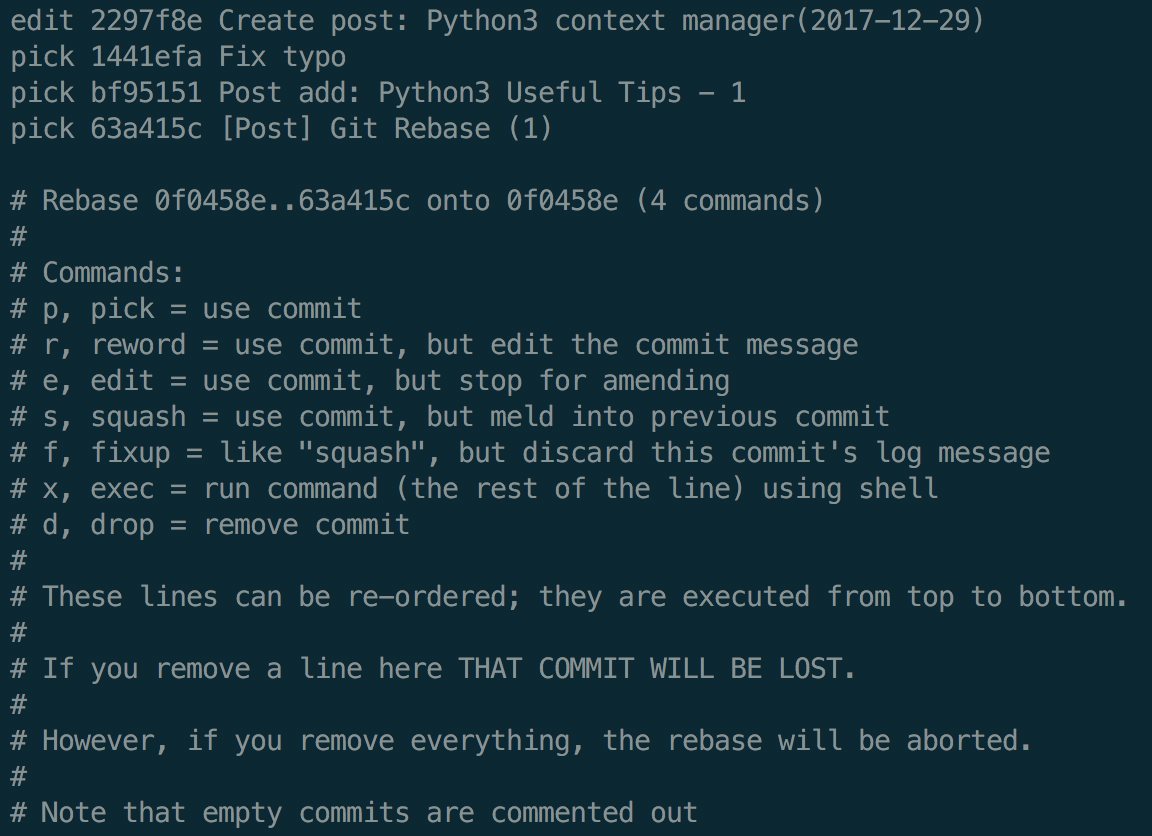 edit 2297f8e Create post: Python3 context manager(2017-12-29)
pick 1441efa Fix typo
pick bf95151 Post add: Python3 Useful Tips - 1
pick 63a415c [Post] Git Rebase (1)

# Rebase 0f0458e..63a415c onto 0f0458e (4 commands)
#
# Commands:
# p, pick = use commit
# r, reword = use commit, but edit the commit message
# e, edit = use commit, but stop for amending
# s, squash = use commit, but meld into previous commit
# f, fixup = like "squash", but discard this commit's log message
# x, exec = run command (the rest of the line) using shell
# d, drop = remove commit
#
# These lines can be re-ordered; they are executed from top to bottom.
#
# If you remove a line here THAT COMMIT WILL BE LOST.
#
# However, if you remove everything, the rebase will be aborted.
#
# Note that empty commits are commented out